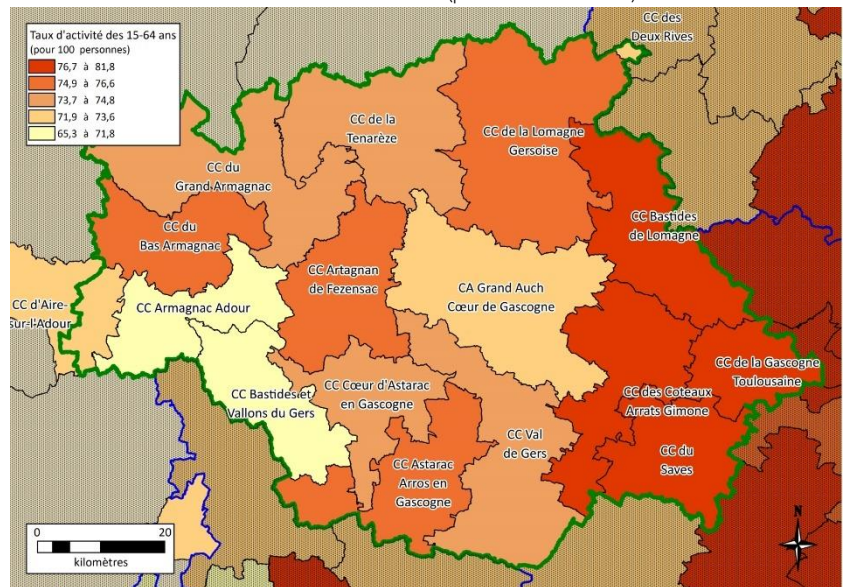 Taux d'activité des 15-64 ans
(pour 100 personnes)
76,7 à 81,8
74,9 à 76,6
73,7 à 74,8
71,9 à 73,6
65,3 à 71,8
CC des
Deux Rives
CC de la
Tenarèze
CC de la Lomagne
Gersoise
CC du
Grand Armagnac
CC du
Bas Armagnac
CC Bastides
de Lomagne
CC Artagnan
de Fezensac
CA Grand Auch
Cœur de Gascogne
CC d'Aire-
sur-l'Adour
CC Armagnac Adour
CC de la Gascogne
Toulousaine
CC Bastides et
Vallons du Gers
CC Cœur d'Astarac
en Gascogne
CC des Coteaux
Arrats Gimone
CC Val
de Gers
CC du
Saves
CC Astarac
Arros en
Gascogne
0 20
kilomètres
N